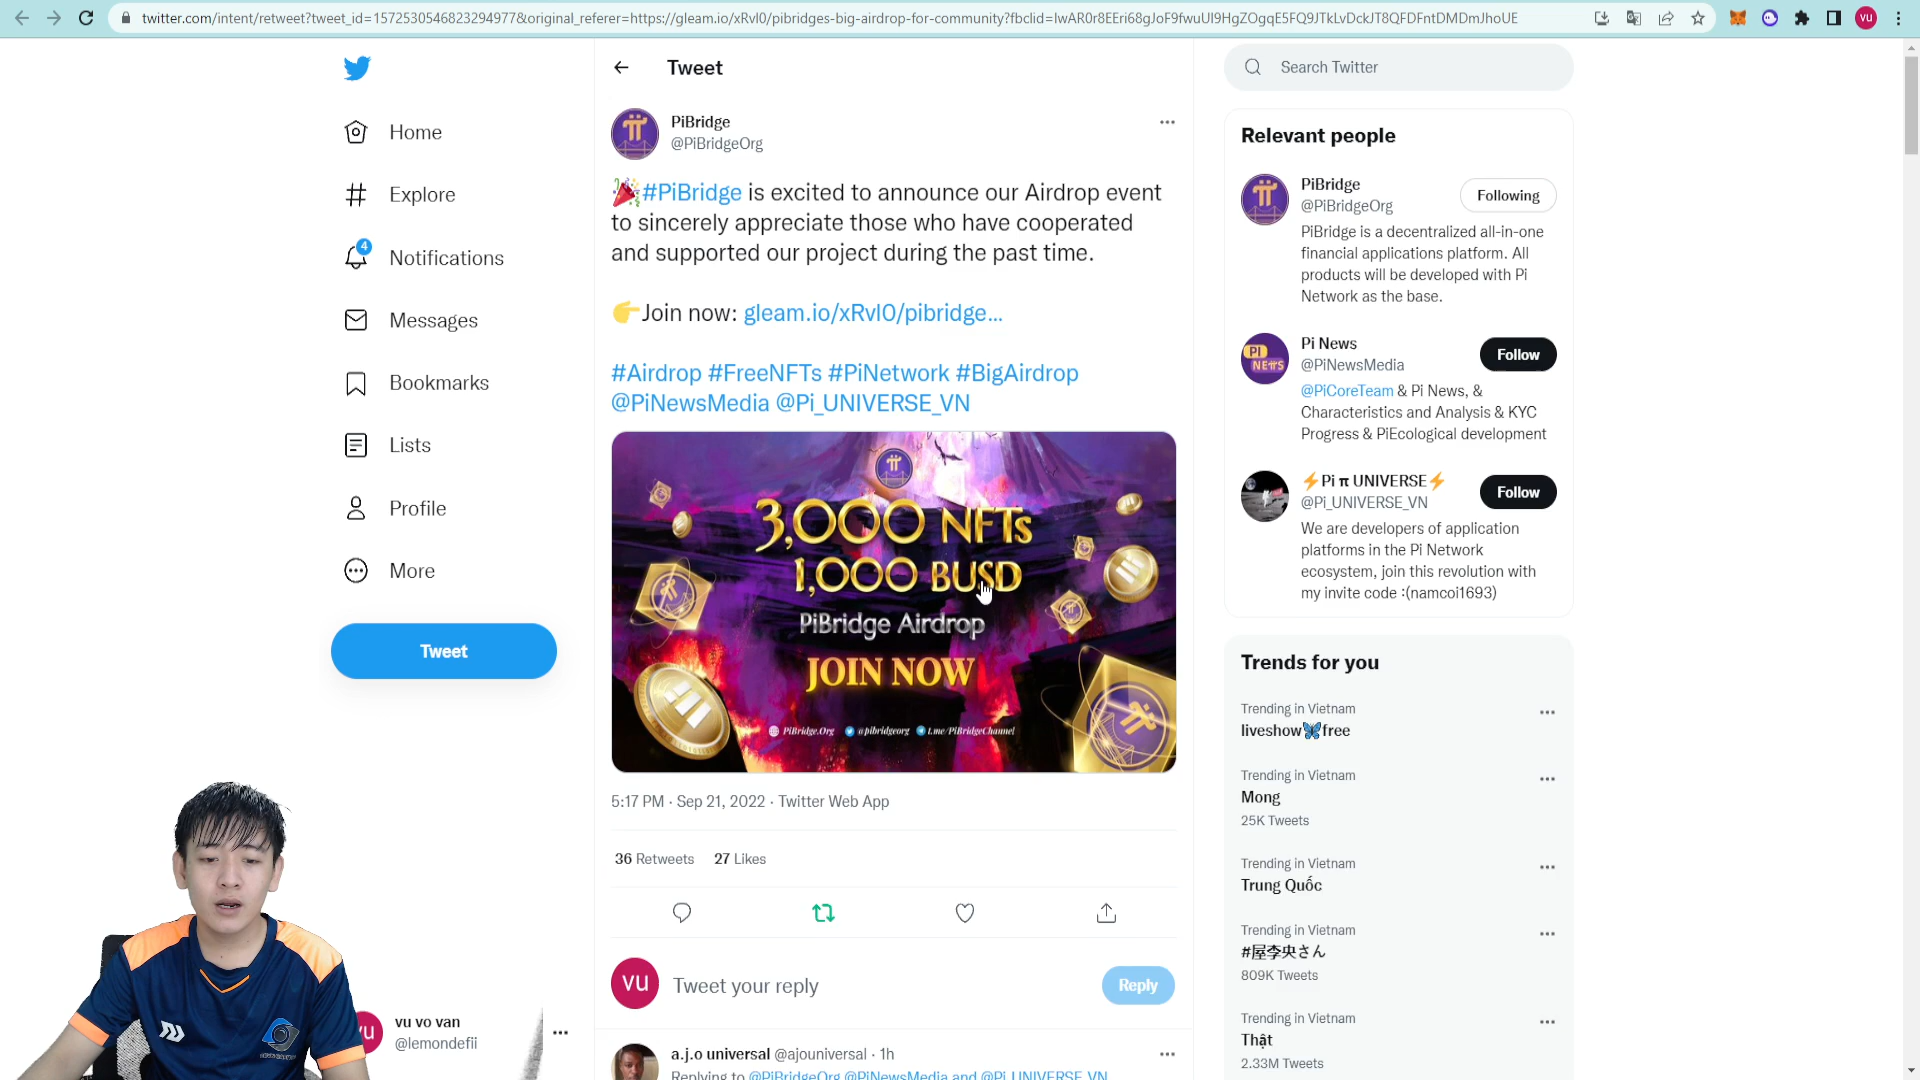 twitter.com/intent/retweet?tweet_id=1572530546823294977&original_referer=https://gleam.io/xRvl0/pibridges-big-airdrop-for-community?fbclid=IwAR0r8EEri68gJoF9fwuUI9HgZOgqE5FQ9JTkLvDckJT8QFDFntDMDmJhoUE
VU
Tweet
Search Twitter
Home
Explore
4
Notifications
Messages
Bookmarks
Lists
Profile
More
Tweet
PiBridge
@PiBridgeOrg
🎉#PiBridge is excited to announce our Airdrop event
to sincerely appreciate those who have cooperated
and supported our project during the past time.
👉Join now: gleam.io/xRvl0/pibridge…
#Airdrop #FreeNFTs #PiNetwork #BigAirdrop
@PiNewsMedia @Pi_UNIVERSE_VN
3,000 NFTs
1,000 BUSD
PiBridge Airdrop
JOIN NOW
PiBridge.Org @pibridgeorg t.me/PiBridgeChannel
5:17 PM · Sep 21, 2022 · Twitter Web App
36 Retweets 27 Likes
vu
Tweet your reply
Reply
a.j.o universal @ajouniversal · 1h
Replying to @PiBridgeOrg @PiNewsMedia and @Pi_UNIVERSE_VN
Relevant people
PiBridge
Following
@PiBridgeOrg
PiBridge is a decentralized all-in-one
financial applications platform. All
products will be developed with Pi
Network as the base.
PI
NEWS
Pi News
Follow
@PiNewsMedia
@PiCoreTeam & Pi News, &
Characteristics and Analysis & KYC
Progress & PiEcological development
⚡Pi π UNIVERSE⚡
Follow
@Pi_UNIVERSE_VN
We are developers of application
platforms in the Pi Network
ecosystem, join this revolution with
my invite code :(namcoi1693)
Trends for you
Trending in Vietnam
liveshow🦋free
Trending in Vietnam
Mong
25K Tweets
Trending in Vietnam
Trung Quốc
Trending in Vietnam
#屋李央さん
809K Tweets
Trending in Vietnam
Thật
2.33M Tweets
vu vo van
@lemondefii